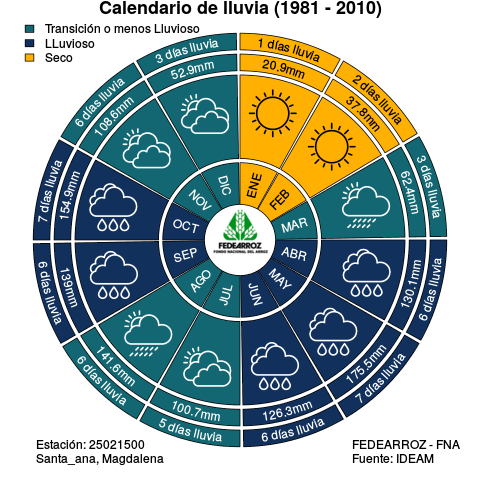 Calendario de lluvia (1981 - 2010)
Transición o menos Lluvioso
LLuvioso
Seco
1 días lluvia
20.9mm
ENE
2 días lluvia
37.8mm
FEB
3 días lluvia
62.4mm
MAR
6 días lluvia
130.1mm
ABR
7 días lluvia
175.5mm
MAY
6 días lluvia
126.3mm
JUN
5 días lluvia
100.7mm
JUL
6 días lluvia
141.6mm
AGO
6 días lluvia
139mm
SEP
7 días lluvia
154.9mm
OCT
6 días lluvia
108.6mm
NOV
3 días lluvia
52.9mm
DIC
FEDEARROZ
FONDO NACIONAL DEL ARROZ
Estación: 25021500
Santa_ana, Magdalena
FEDEARROZ - FNA
Fuente: IDEAM